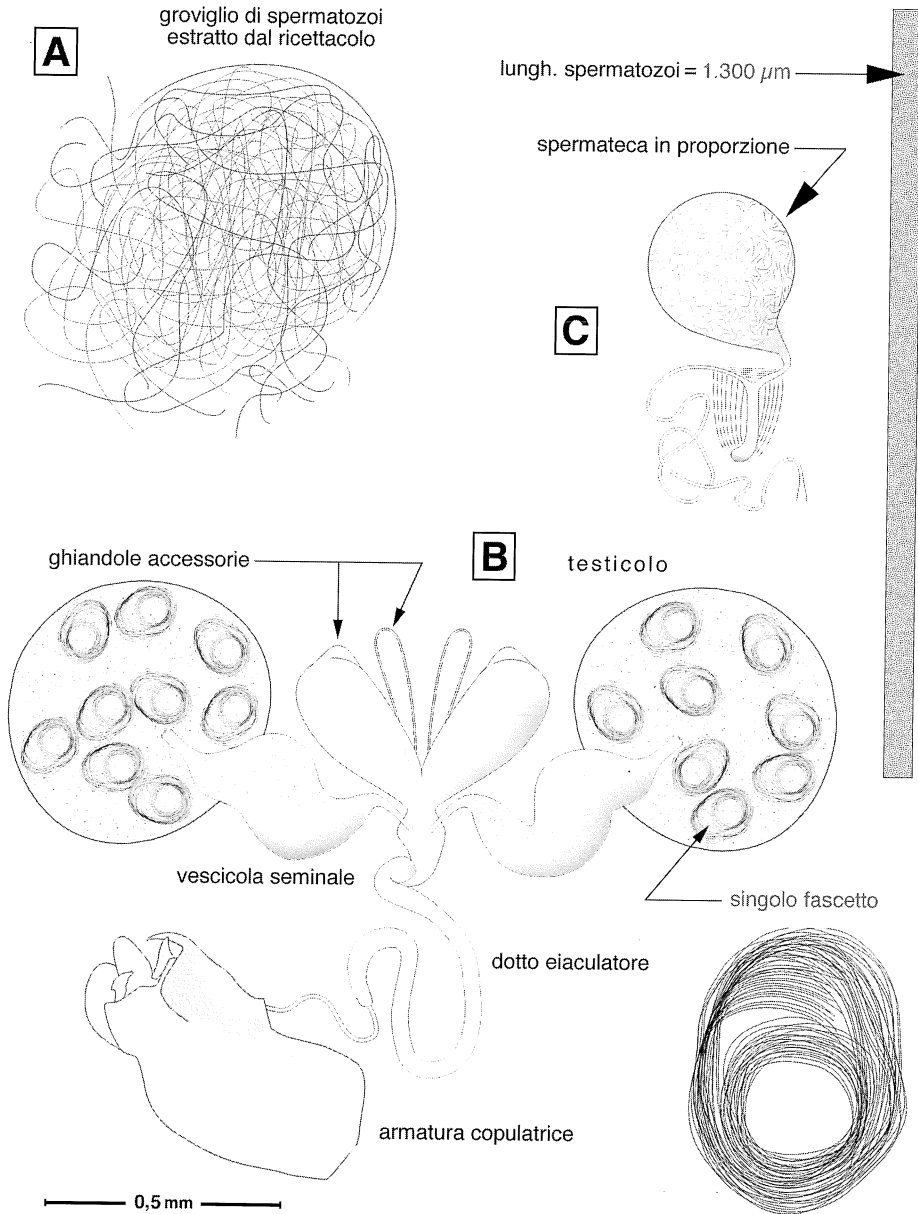 A
groviglio di spermatozoi
estratto dal ricettacolo
lungh. spermatozoi = 1.300 µm
spermateca in proporzione
C
ghiandole accessorie
B
testicolo
vescicola seminale
singolo fascetto
dotto eiaculatore
armatura copulatrice
0,5 mm